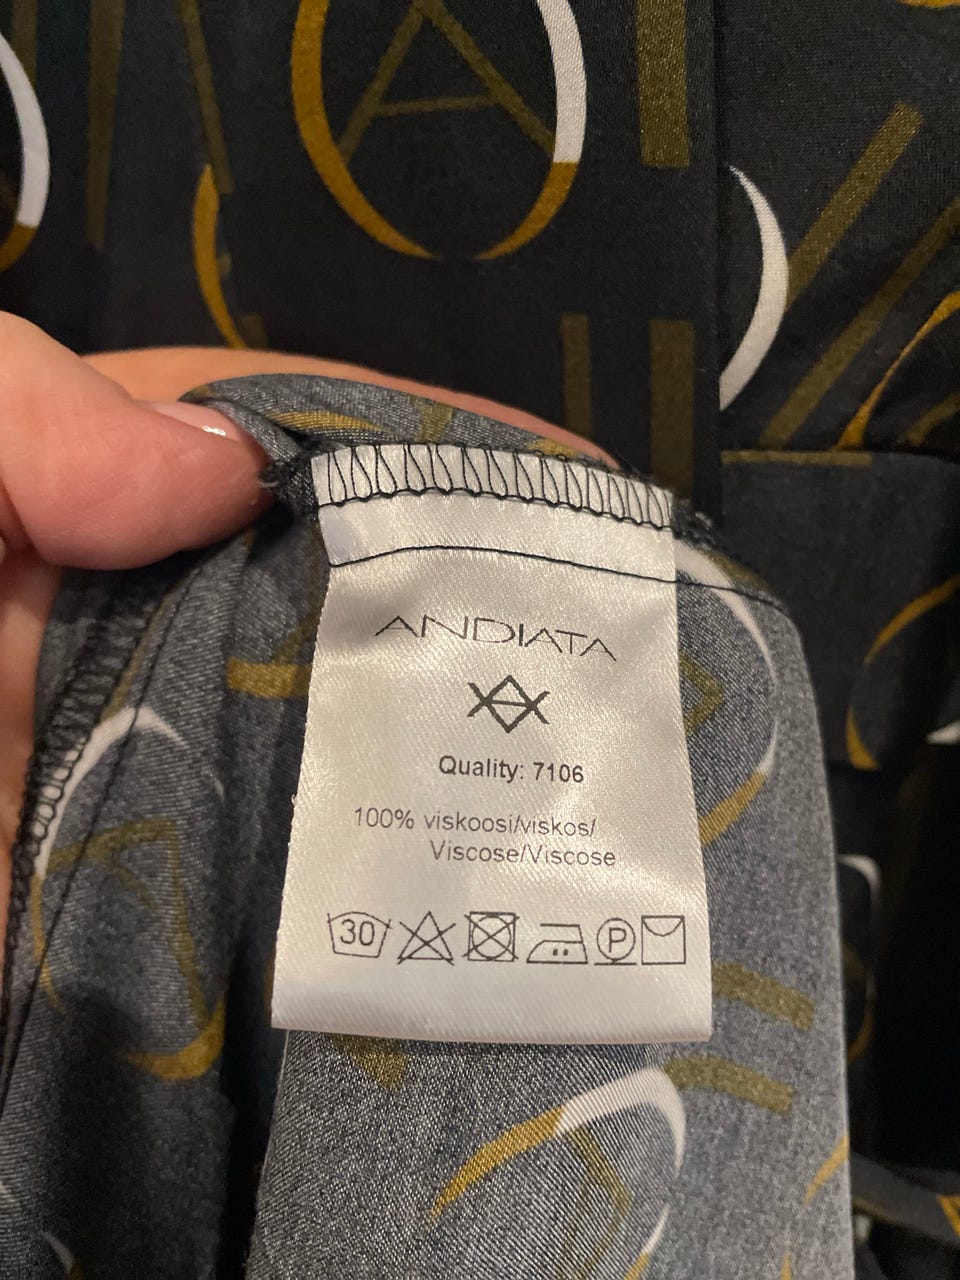 ANDIATA
Quality: 7106
100% viskoosi/viskos/
Viscose/Viscose
30
P